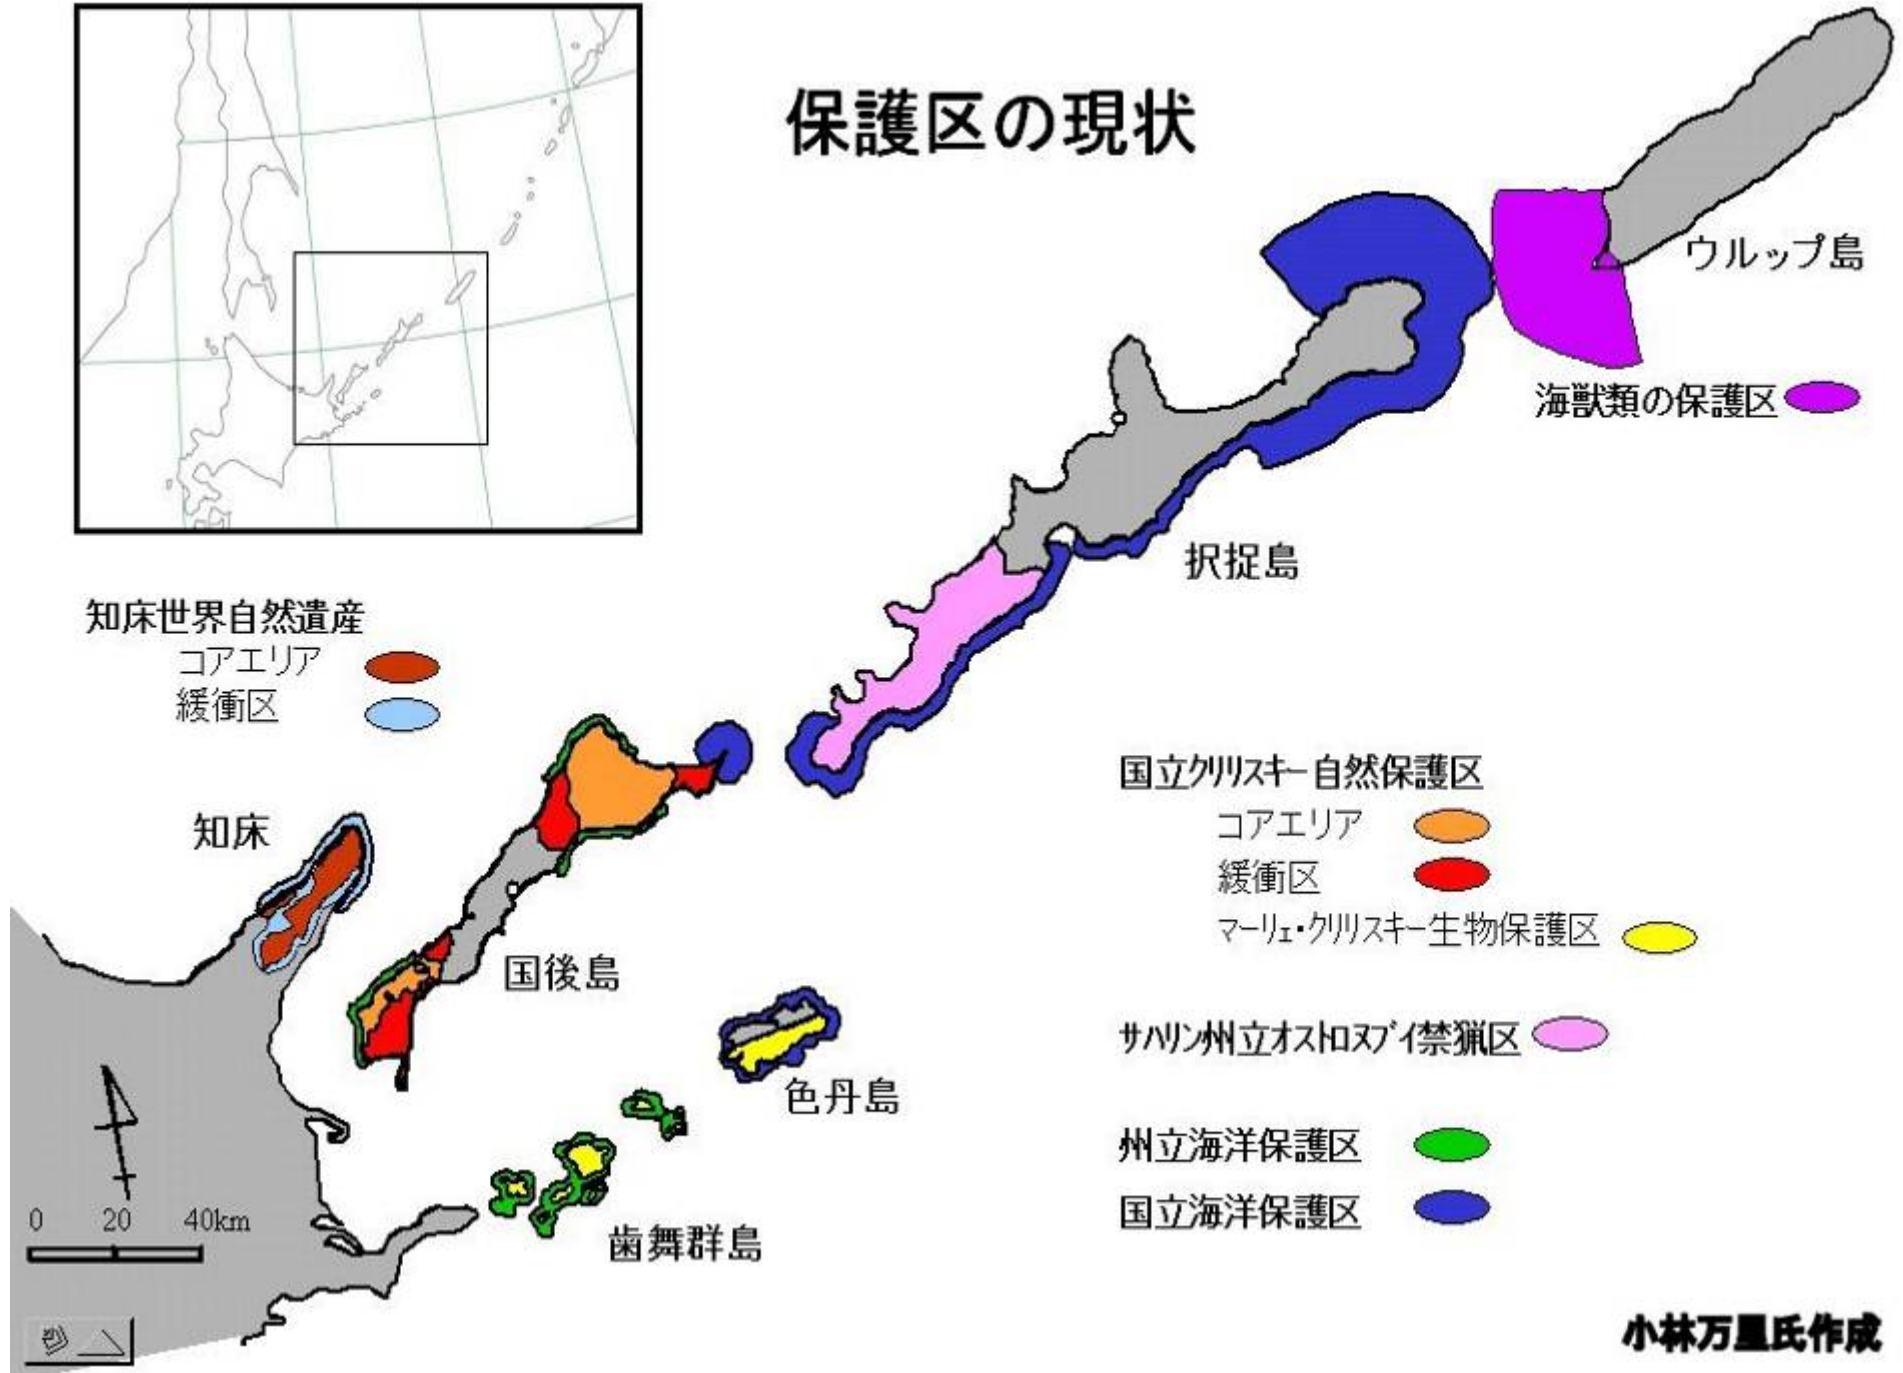 保護区の現状
ウルップ島
海獣類の保護区
択捉島
知床世界自然遺産
コアエリア
緩衝区
知床
国後島
色丹島
歯舞群島
国立クリリスキー自然保護区
コアエリア
緩衝区
マーリェ・クリリスキー生物保護区
サハリン州立オストロヌブイ禁猟区
州立海洋保護区
国立海洋保護区
0 20 40km
小林万里氏作成